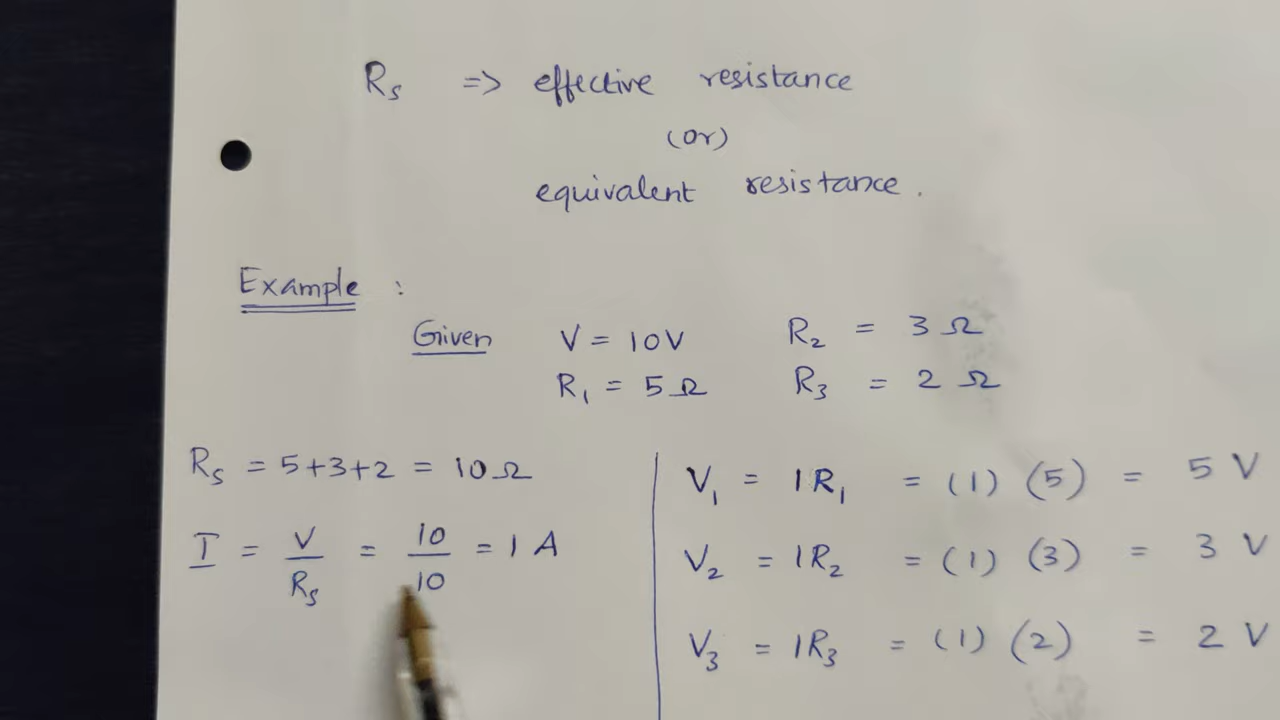 Rs => effective resistance
(or)
equivalent resistance.
Example :
Given V = 10V R2 = 3 Ω
R1 = 5 Ω R3 = 2 Ω
Rs = 5+3+2 = 10 Ω
I = V/Rs = 10/10 = 1 A
V1 = IR1 = (1) (5) = 5 V
V2 = IR2 = (1) (3) = 3 V
V3 = IR3 = (1) (2) = 2 V